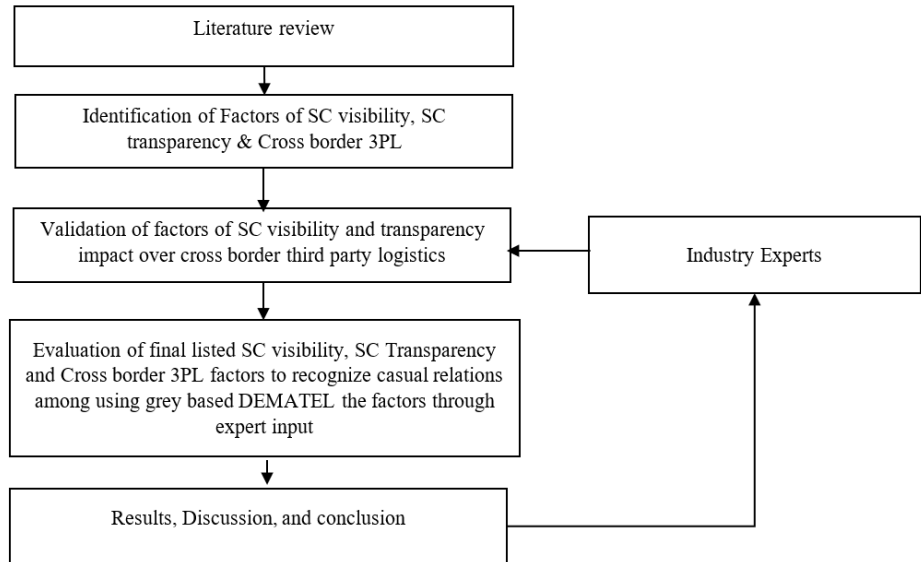 Literature review
Identification of Factors of SC visibility, SC
transparency & Cross border 3PL
Validation of factors of SC visibility and transparency
impact over cross border third party logistics
Industry Experts
Evaluation of final listed SC visibility, SC Transparency
and Cross border 3PL factors to recognize casual relations
among using grey based DEMATEL the factors through
expert input
Results, Discussion, and conclusion